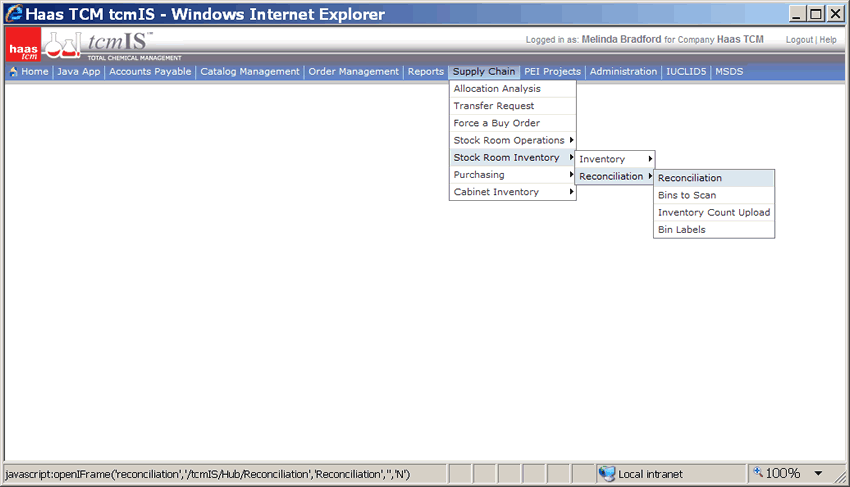 Haas TCM tcmIS - Windows Internet Explorer
haas tcm
tcmIS™
TOTAL CHEMICAL MANAGEMENT
Logged in as: Melinda Bradford for Company Haas TCM
Logout | Help
Home | Java App | Accounts Payable | Catalog Management | Order Management | Reports | Supply Chain | PEI Projects | Administration | IUCLID5 | MSDS
Allocation Analysis
Transfer Request
Force a Buy Order
Stock Room Operations
Stock Room Inventory
Purchasing
Cabinet Inventory
Inventory
Reconciliation
Reconciliation
Bins to Scan
Inventory Count Upload
Bin Labels
javascript:openIFrame('reconciliation','/tcmIS/Hub/Reconciliation','Reconciliation','','N')
Local intranet
100%